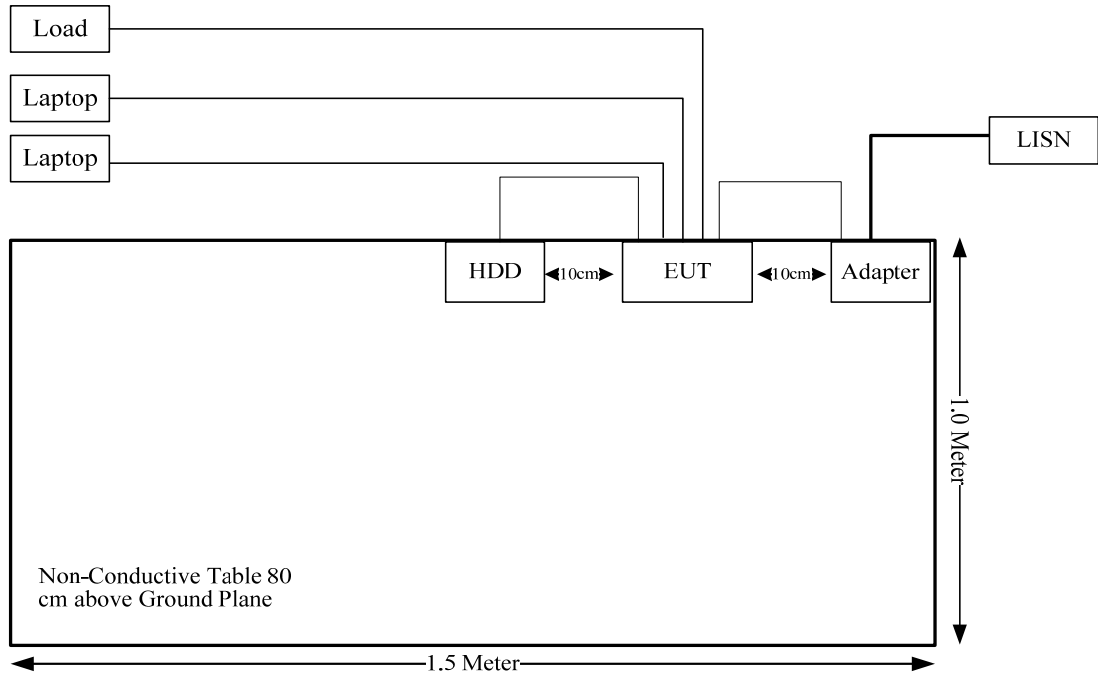 Load
Laptop
Laptop
LISN
HDD
10cm
EUT
10cm
Adapter
1.0 Meter
Non-Conductive Table 80
cm above Ground Plane
1.5 Meter